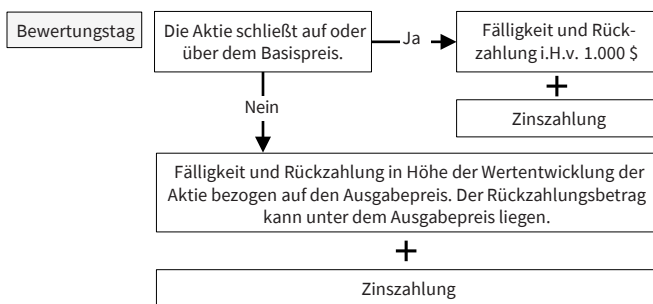 Bewertungstag
Die Aktie schließt auf oder
über dem Basispreis.
Ja
Fälligkeit und Rück-
zahlung i.H.v. 1.000 $
+
Zinszahlung
Nein
Fälligkeit und Rückzahlung in Höhe der Wertentwicklung der
Aktie bezogen auf den Ausgabepreis. Der Rückzahlungsbetrag
kann unter dem Ausgabepreis liegen.
+
Zinszahlung